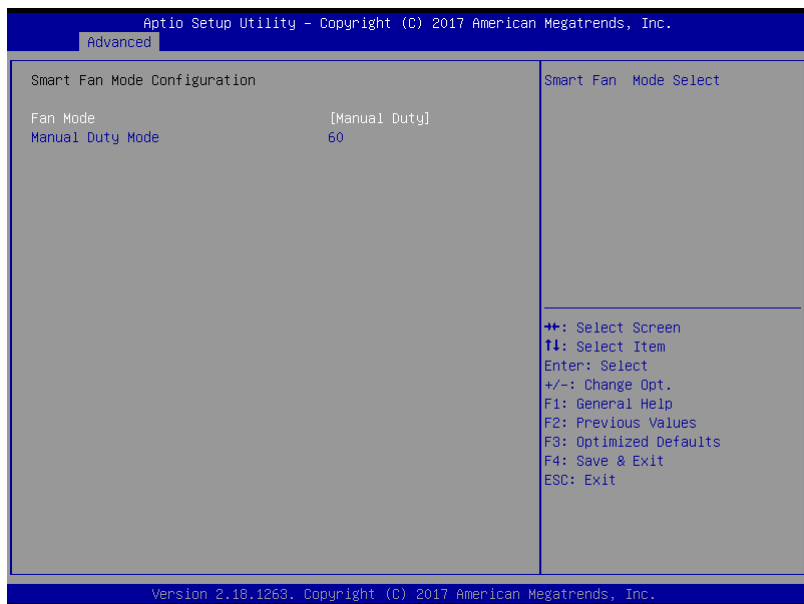 Aptio Setup Utility – Copyright (C) 2017 American Megatrends, Inc.
Advanced
Smart Fan Mode Configuration
Fan Mode [Manual Duty]
Manual Duty Mode 60
Smart Fan Mode Select
→←: Select Screen
↑↓: Select Item
Enter: Select
+/-: Change Opt.
F1: General Help
F2: Previous Values
F3: Optimized Defaults
F4: Save & Exit
ESC: Exit
Version 2.18.1263. Copyright (C) 2017 American Megatrends, Inc.